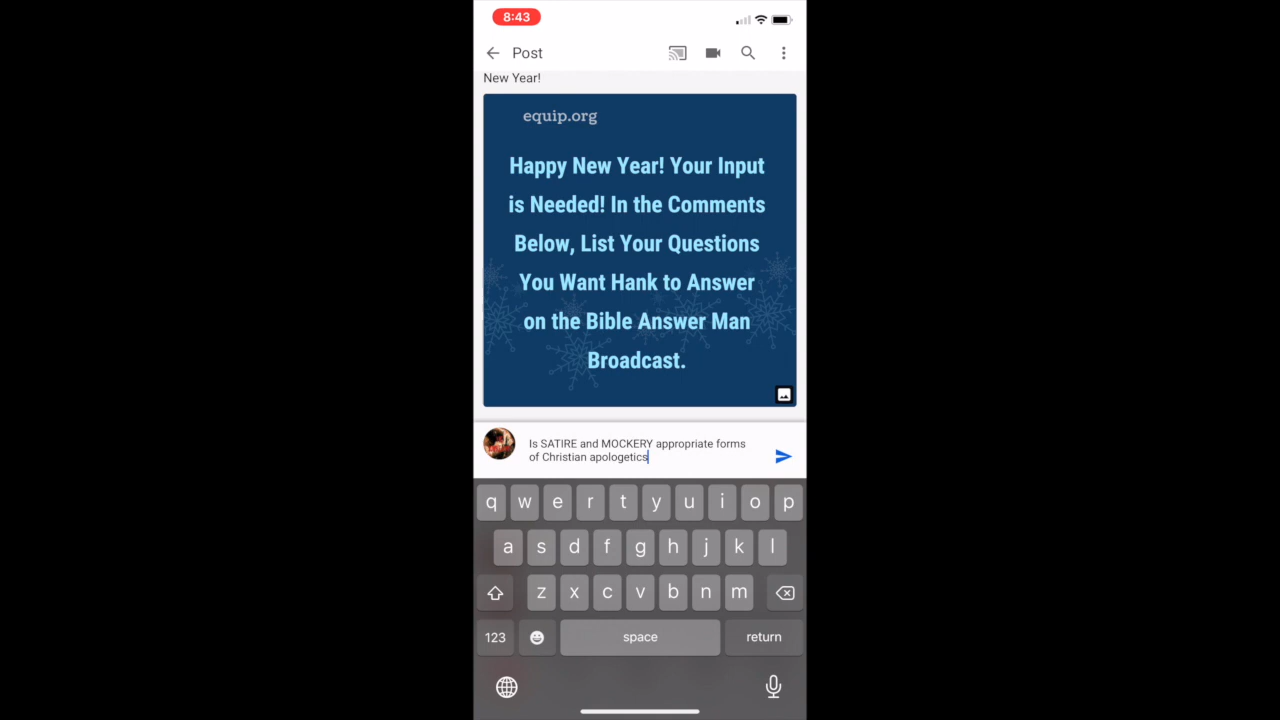 8:43
Post
New Year!
equip.org
Happy New Year! Your Input
is Needed! In the Comments
Below, List Your Questions
You Want Hank to Answer
on the Bible Answer Man
Broadcast.
Is SATIRE and MOCKERY appropriate forms
of Christian apologetics
q w e r t y u i o p
a s d f g h j k l
z x c v b n m
123 space return